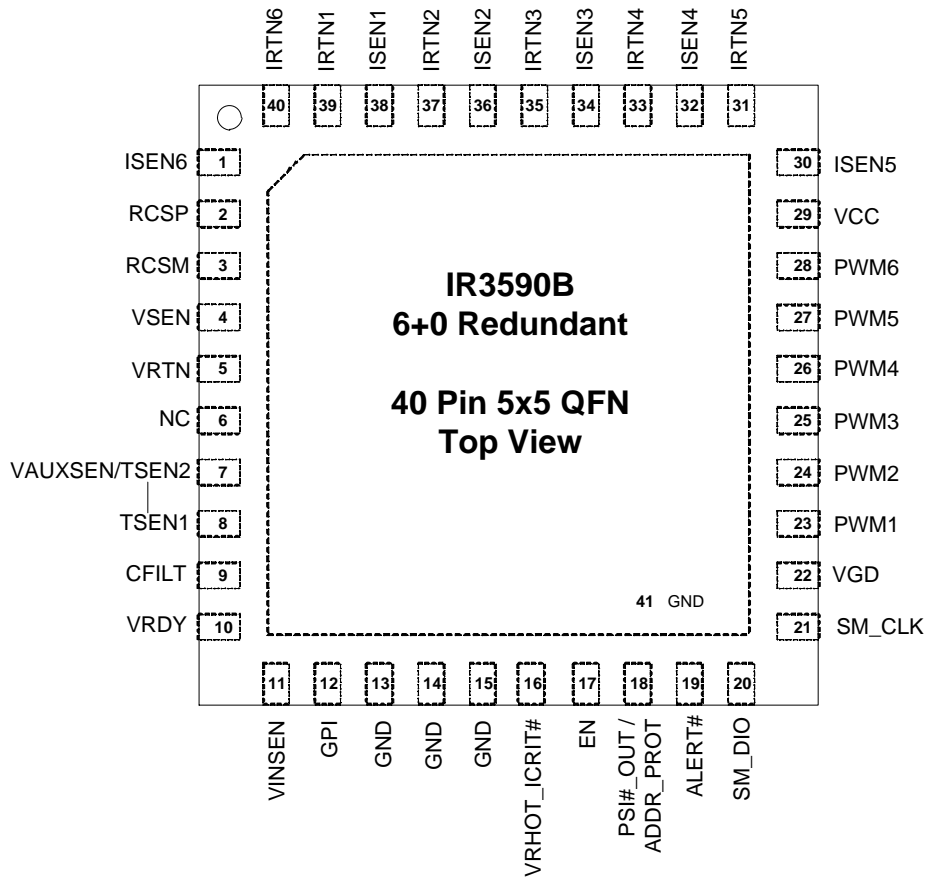 IRTN6
IRTN1
ISEN1
IRTN2
ISEN2
IRTN3
ISEN3
IRTN4
ISEN4
IRTN5
40
39
38
37
36
35
34
33
32
31
ISEN6 1
RCSP 2
RCSM 3
VSEN 4
VRTN 5
NC 6
VAUXSEN/TSEN2 7
TSEN1 8
CFILT 9
VRDY 10
IR3590B
6+0 Redundant
40 Pin 5x5 QFN
Top View
41 GND
30 ISEN5
29 VCC
28 PWM6
27 PWM5
26 PWM4
25 PWM3
24 PWM2
23 PWM1
22 VGD
21 SM_CLK
11
12
13
14
15
16
17
18
19
20
VINSEN
GPI
GND
GND
GND
VRHOT_ICRIT#
EN
PSI#_OUT /
ADDR_PROT
ALERT#
SM_DIO